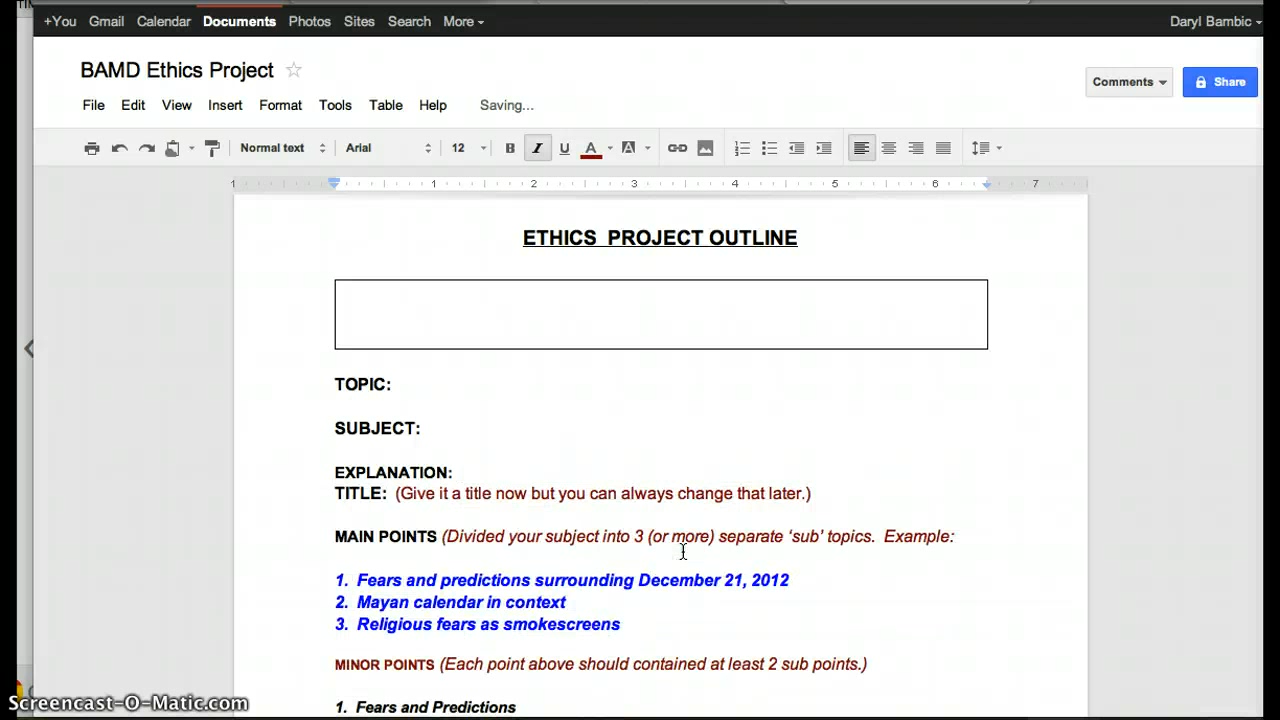 +You Gmail Calendar Documents Photos Sites Search More Daryl Bambic
BAMD Ethics Project
Comments Share
File Edit View Insert Format Tools Table Help Saving...
Normal text Arial 12 B I U A A
1 1 2 3 4 5 6 7
ETHICS PROJECT OUTLINE
TOPIC:
SUBJECT:
EXPLANATION:
TITLE: (Give it a title now but you can always change that later.)
MAIN POINTS (Divided your subject into 3 (or more) separate ‘sub’ topics. Example:
1. Fears and predictions surrounding December 21, 2012
2. Mayan calendar in context
3. Religious fears as smokescreens
MINOR POINTS (Each point above should contained at least 2 sub points.)
1. Fears and Predictions
Screencast-O-Matic.com